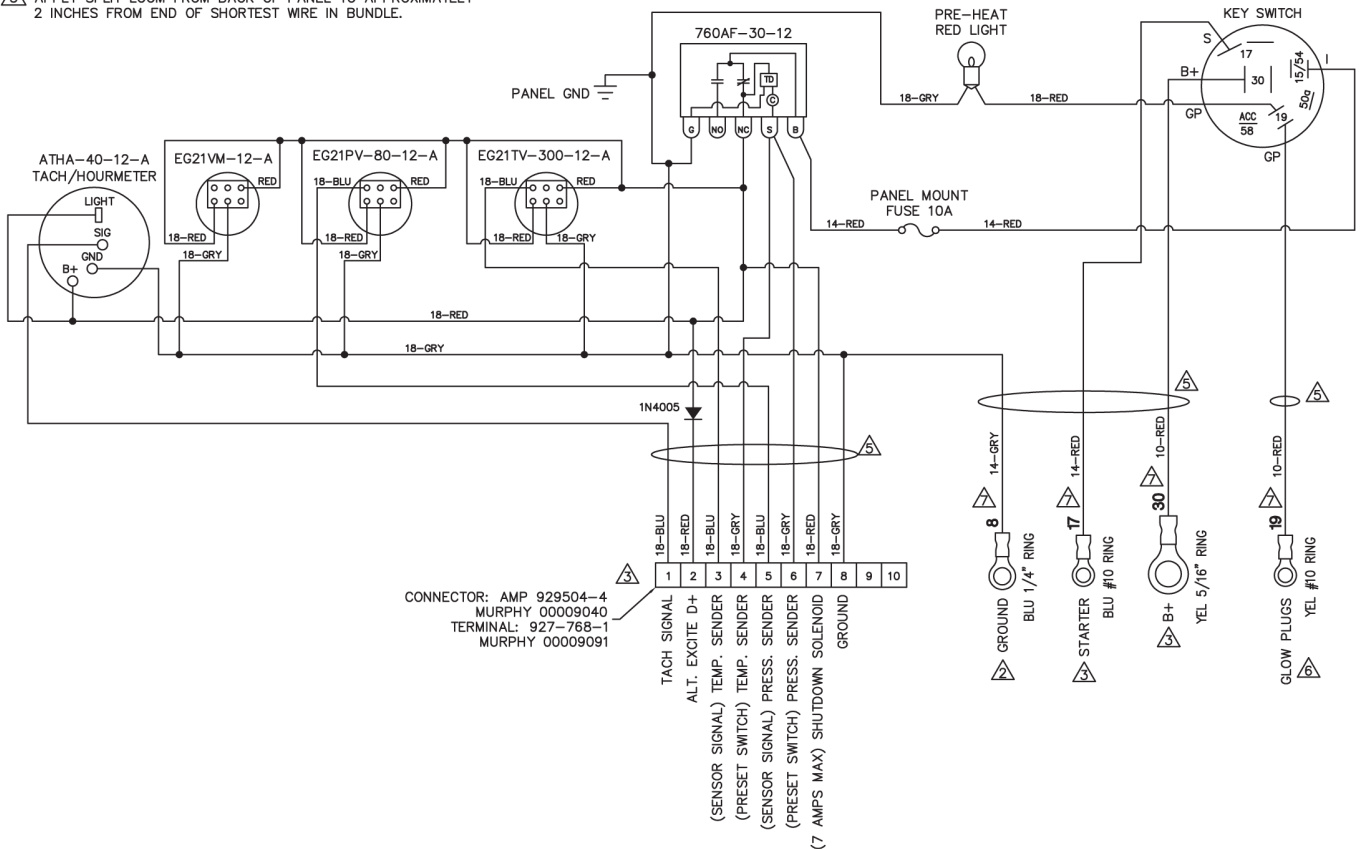 2 INCHES FROM END OF SHORTEST WIRE IN BUNDLE.
760AF-30-12
PRE-HEAT
RED LIGHT
KEY SWITCH
S
17
15/54
I
B+
30
50a
GP
ACC
58
19
GP
TD
C
G
NO
NC
S
B
PANEL GND
18-GRY
18-RED
ATHA-40-12-A
TACH/HOURMETER
LIGHT
SIG
GND
B+
EG21VM-12-A
RED
18-RED
18-GRY
EG21PV-80-12-A
18-BLU
RED
18-RED
18-GRY
EG21TV-300-12-A
18-BLU
RED
18-RED
18-GRY
PANEL MOUNT
FUSE 10A
14-RED
14-RED
18-RED
18-GRY
1N4005
5
5
5
14-GRY
14-RED
10-RED
10-RED
7
7
7
7
8
17
30
19
BLU 1/4" RING
BLU #10 RING
YEL 5/16" RING
YEL #10 RING
GROUND
STARTER
B+
GLOW PLUGS
2
3
3
6
18-BLU
18-RED
18-BLU
18-GRY
18-BLU
18-GRY
18-RED
18-GRY
3
1 2 3 4 5 6 7 8 9 10
CONNECTOR: AMP 929504-4
MURPHY 00009040
TERMINAL: 927-768-1
MURPHY 00009091
TACH SIGNAL
ALT. EXCITE D+
(SENSOR SIGNAL) TEMP. SENDER
(PRESET SWITCH) TEMP. SENDER
(SENSOR SIGNAL) PRESS. SENDER
(PRESET SWITCH) PRESS. SENDER
(7 AMPS MAX) SHUTDOWN SOLENOID
GROUND